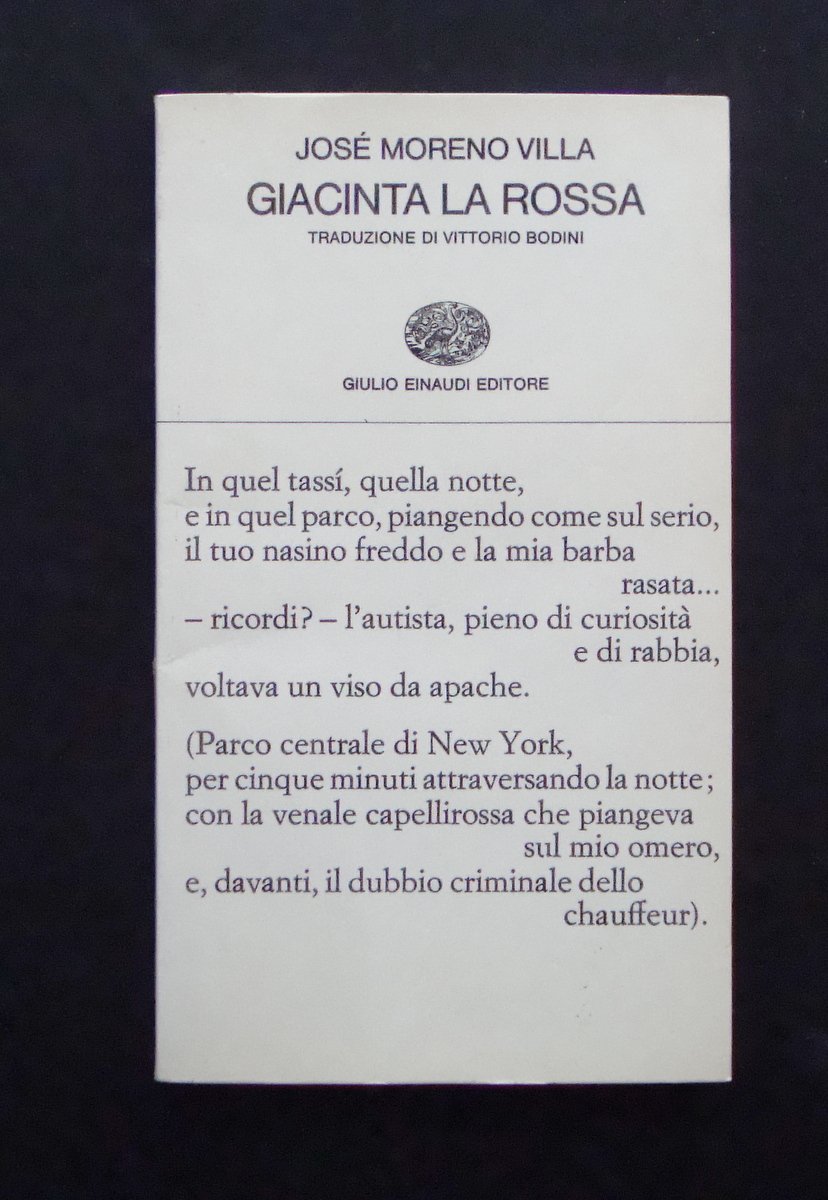 JOSÉ MORENO VILLA
GIACINTA LA ROSSA
TRADUZIONE DI VITTORIO BODINI
GIULIO EINAUDI EDITORE
In quel tassí, quella notte,
e in quel parco, piangendo come sul serio,
il tuo nasino freddo e la mia barba
rasata...
– ricordi? – l'autista, pieno di curiosità
e di rabbia,
voltava un viso da apache.
(Parco centrale di New York,
per cinque minuti attraversando la notte;
con la venale capellirossa che piangeva
sul mio omero,
e, davanti, il dubbio criminale dello
chauffeur).